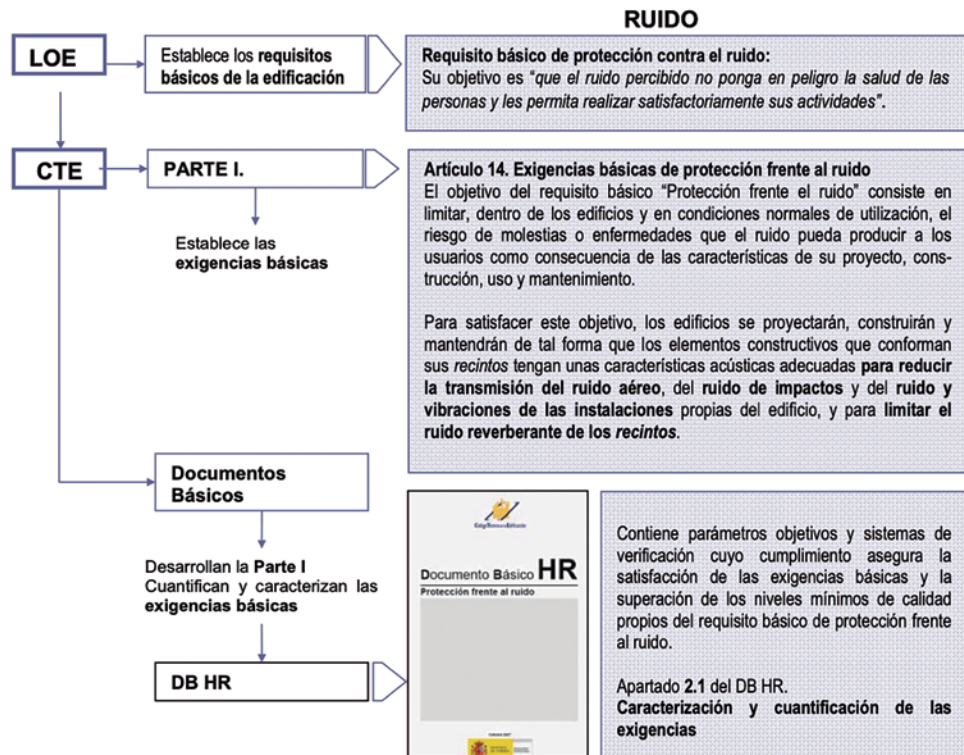 RUIDO
LOE
Establece los requisitos
básicos de la edificación
Requisito básico de protección contra el ruido:
Su objetivo es “que el ruido percibido no ponga en peligro la salud de las
personas y les permita realizar satisfactoriamente sus actividades”.
CTE
PARTE I.
Establece las
exigencias básicas
Artículo 14. Exigencias básicas de protección frente al ruido
El objetivo del requisito básico “Protección frente el ruido” consiste en
limitar, dentro de los edificios y en condiciones normales de utilización, el
riesgo de molestias o enfermedades que el ruido pueda producir a los
usuarios como consecuencia de las características de su proyecto, cons-
trucción, uso y mantenimiento.
Para satisfacer este objetivo, los edificios se proyectarán, construirán y
mantendrán de tal forma que los elementos constructivos que conforman
sus recintos tengan unas características acústicas adecuadas para reducir
la transmisión del ruido aéreo, del ruido de impactos y del ruido y
vibraciones de las instalaciones propias del edificio, y para limitar el
ruido reverberante de los recintos.
Documentos
Básicos
Desarrollan la Parte I
Cuantifican y caracterizan las
exigencias básicas
DB HR
Documento Básico HR
Protección frente al ruido
Contiene parámetros objetivos y sistemas de
verificación cuyo cumplimiento asegura la
satisfacción de las exigencias básicas y la
superación de los niveles mínimos de calidad
propios del requisito básico de protección frente
al ruido.
Apartado 2.1 del DB HR.
Caracterización y cuantificación de las
exigencias